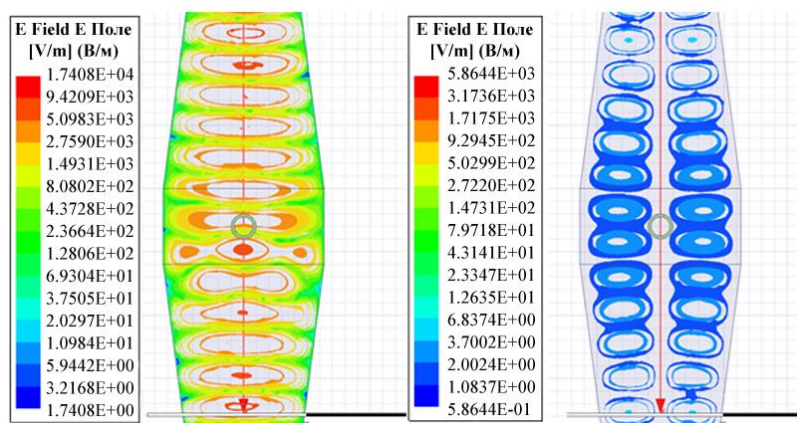 E Field E Поле
[V/m] (В/м)
1.7408E+04
9.4209E+03
5.0983E+03
2.7590E+03
1.4931E+03
8.0802E+02
4.3728E+02
2.3664E+02
1.2806E+02
6.9304E+01
3.7505E+01
2.0297E+01
1.0984E+01
5.9442E+00
3.2168E+00
1.7408E+00
E Field E Поле
[V/m] (В/м)
5.8644E+03
3.1736E+03
1.7175E+03
9.2945E+02
5.0299E+02
2.7220E+02
1.4731E+02
7.9718E+01
4.3141E+01
2.3347E+01
1.2635E+01
6.8374E+00
3.7002E+00
2.0024E+00
1.0837E+00
5.8644E-01